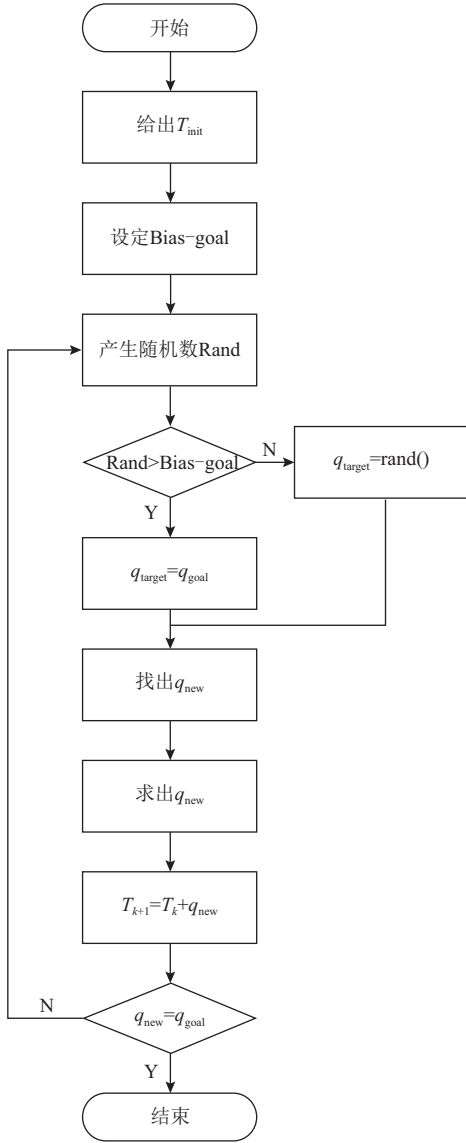 开始
给出T_init
设定Bias-goal
产生随机数Rand
Rand>Bias-goal
N
q_target=rand()
Y
q_target=q_goal
找出q_new
求出q_new
T_k+1=T_k+q_new
N
q_new=q_goal
Y
结束